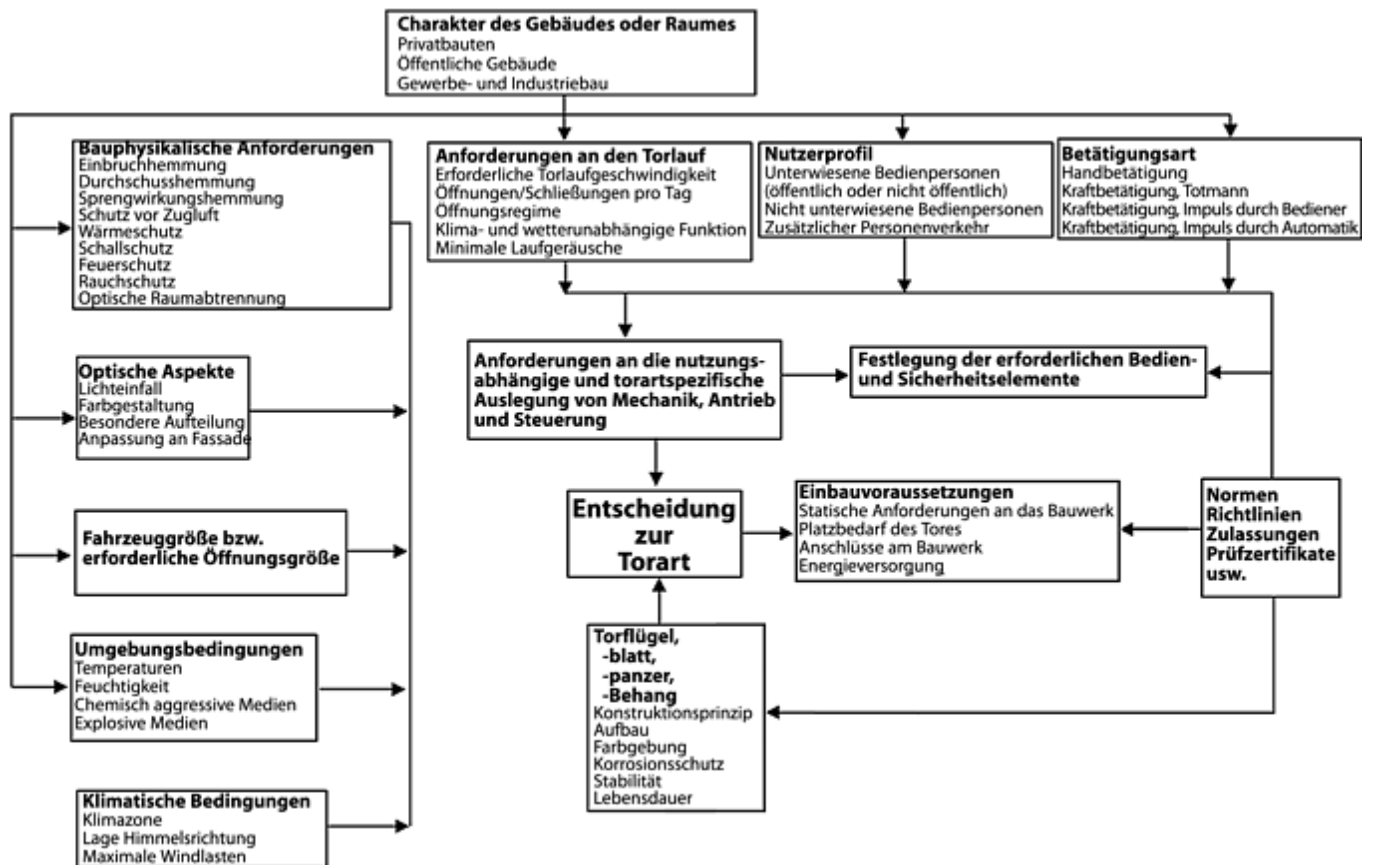 Charakter des Gebäudes oder Raumes
Privatbauten
Öffentliche Gebäude
Gewerbe- und Industriebau
Bauphysikalische Anforderungen
Einbruchhemmung
Durchschusshemmung
Sprengwirkungshemmung
Schutz vor Zugluft
Wärmeschutz
Schallschutz
Feuerschutz
Rauchschutz
Optische Raumabtrennung
Anforderungen an den Torlauf
Erforderliche Torlaufgeschwindigkeit
Öffnungen/Schließungen pro Tag
Öffnungsregime
Klima- und wetterunabhängige Funktion
Minimale Laufgeräusche
Nutzerprofil
Unterwiesene Bedienpersonen
(öffentlich oder nicht öffentlich)
Nicht unterwiesene Bedienpersonen
Zusätzlicher Personenverkehr
Betätigungsart
Handbetätigung
Kraftbetätigung, Totmann
Kraftbetätigung, Impuls durch Bediener
Kraftbetätigung, Impuls durch Automatik
Optische Aspekte
Lichteinfall
Farbgestaltung
Besondere Aufteilung
Anpassung an Fassade
Anforderungen an die nutzungs-
abhängige und torartspezifische
Auslegung von Mechanik, Antrieb
und Steuerung
Festlegung der erforderlichen Bedien-
und Sicherheitselemente
Fahrzeuggröße bzw.
erforderliche Öffnungsgröße
Entscheidung
zur
Torart
Einbauvoraussetzungen
Statische Anforderungen an das Bauwerk
Platzbedarf des Tores
Anschlüsse am Bauwerk
Energieversorgung
Normen
Richtlinien
Zulassungen
Prüfzertifikate
usw.
Umgebungsbedingungen
Temperaturen
Feuchtigkeit
Chemisch aggressive Medien
Explosive Medien
Torflügel,
-blatt,
-panzer,
-Behang
Konstruktionsprinzip
Aufbau
Farbgebung
Korrosionsschutz
Stabilität
Lebensdauer
Klimatische Bedingungen
Klimazone
Lage Himmelsrichtung
Maximale Windlasten